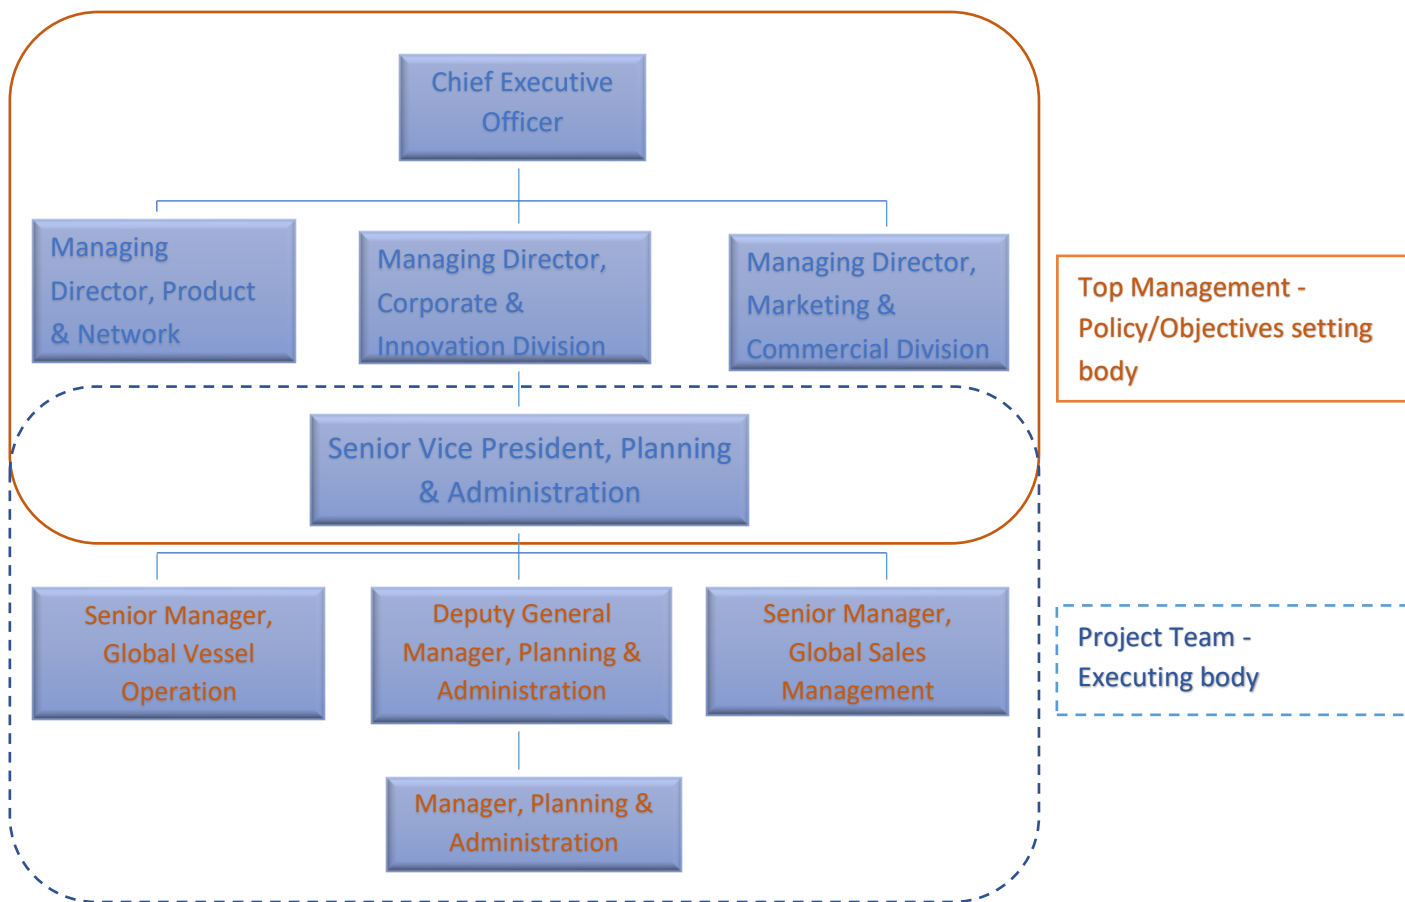 Chief Executive
Officer
Managing
Director, Product
& Network
Managing Director,
Corporate &
Innovation Division
Managing Director,
Marketing &
Commercial Division
Top Management -
Policy/Objectives setting
body
Senior Vice President, Planning
& Administration
Senior Manager,
Global Vessel
Operation
Deputy General
Manager, Planning &
Administration
Senior Manager,
Global Sales
Management
Project Team -
Executing body
Manager, Planning &
Administration